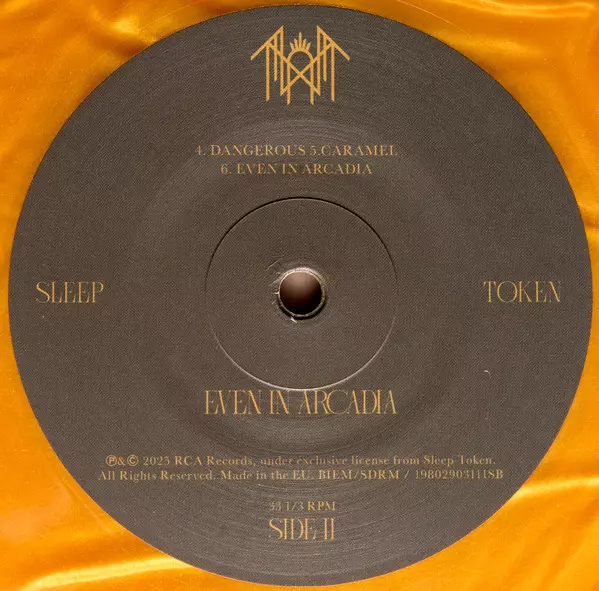 4. DANGEROUS 5.CARAMEL
6. EVEN IN ARCADIA
SLEEP TOKEN
EVEN IN ARCADIA
℗&© 2025 RCA Records, under exclusive license from Sleep Token.
All Rights Reserved. Made in the EU. BIEM/SDRM / 19802903111SB
33 1/3 RPM
SIDE II